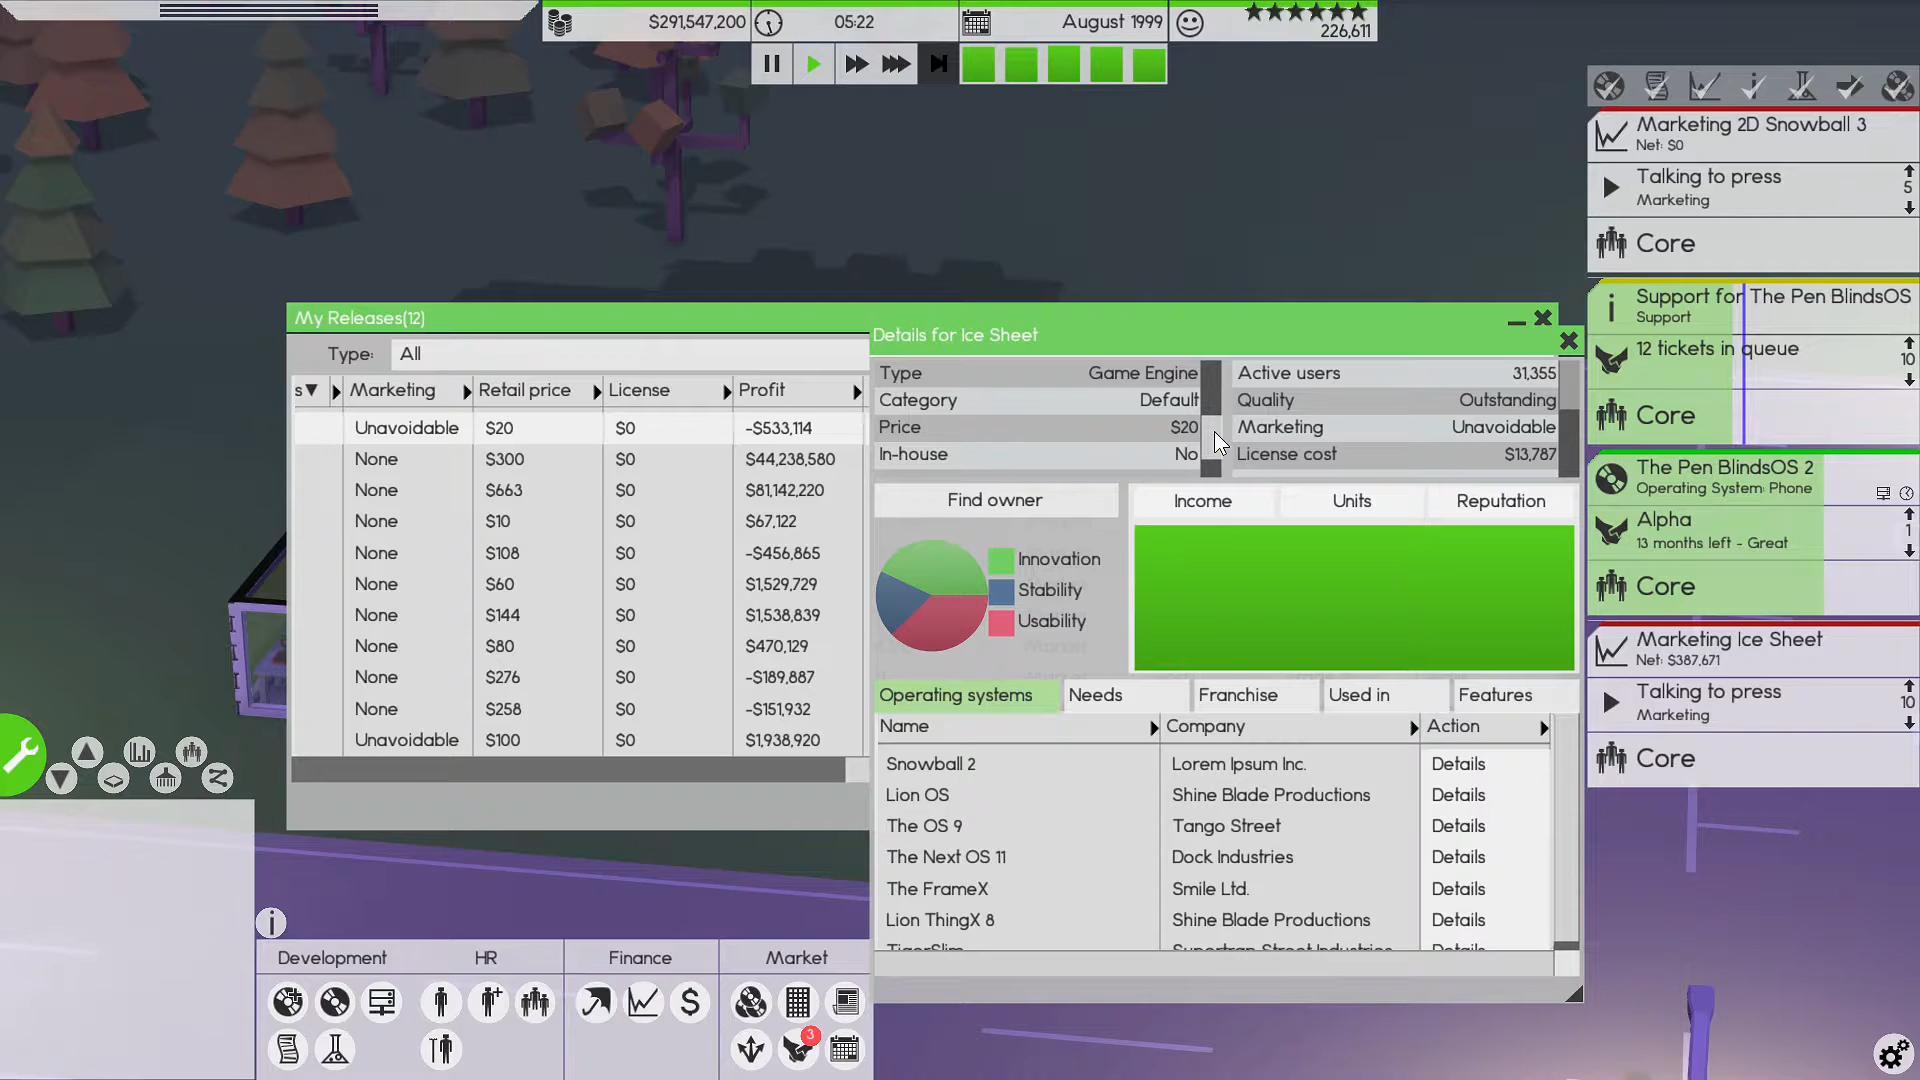 $291,547,200
05:22
August 1999
226,611
Marketing 2D Snowball 3
Net: $0
Talking to press
Marketing
5
Core
Support for The Pen BlindsOS
Support
12 tickets in queue
10
Core
The Pen BlindsOS 2
Operating System: Phone
Alpha
13 months left - Great
1
Core
Marketing Ice Sheet
Net: $387,671
Talking to press
Marketing
10
Core
My Releases(12)
Type: All
s Marketing Retail price License Profit
Unavoidable $20 $0 -$533,114
None $300 $0 $44,238,580
None $663 $0 $81,142,220
None $10 $0 $67,122
None $108 $0 -$456,865
None $60 $0 $1,529,729
None $144 $0 $1,538,839
None $80 $0 $470,129
None $276 $0 -$189,887
None $258 $0 -$151,932
Unavoidable $100 $0 $1,938,920
Details for Ice Sheet
Type Game Engine
Category Default
Price $20
In-house No
Active users 31,355
Quality Outstanding
Marketing Unavoidable
License cost $13,787
Find owner
Income Units Reputation
Innovation
Stability
Usability
Operating systems Needs Franchise Used in Features
Name Company Action
Snowball 2 Lorem Ipsum Inc. Details
Lion OS Shine Blade Productions Details
The OS 9 Tango Street Details
The Next OS 11 Dock Industries Details
The FrameX Smile Ltd. Details
Lion ThingX 8 Shine Blade Productions Details
TigerSlim Supertrap Street Industries Details
Development HR Finance Market
3